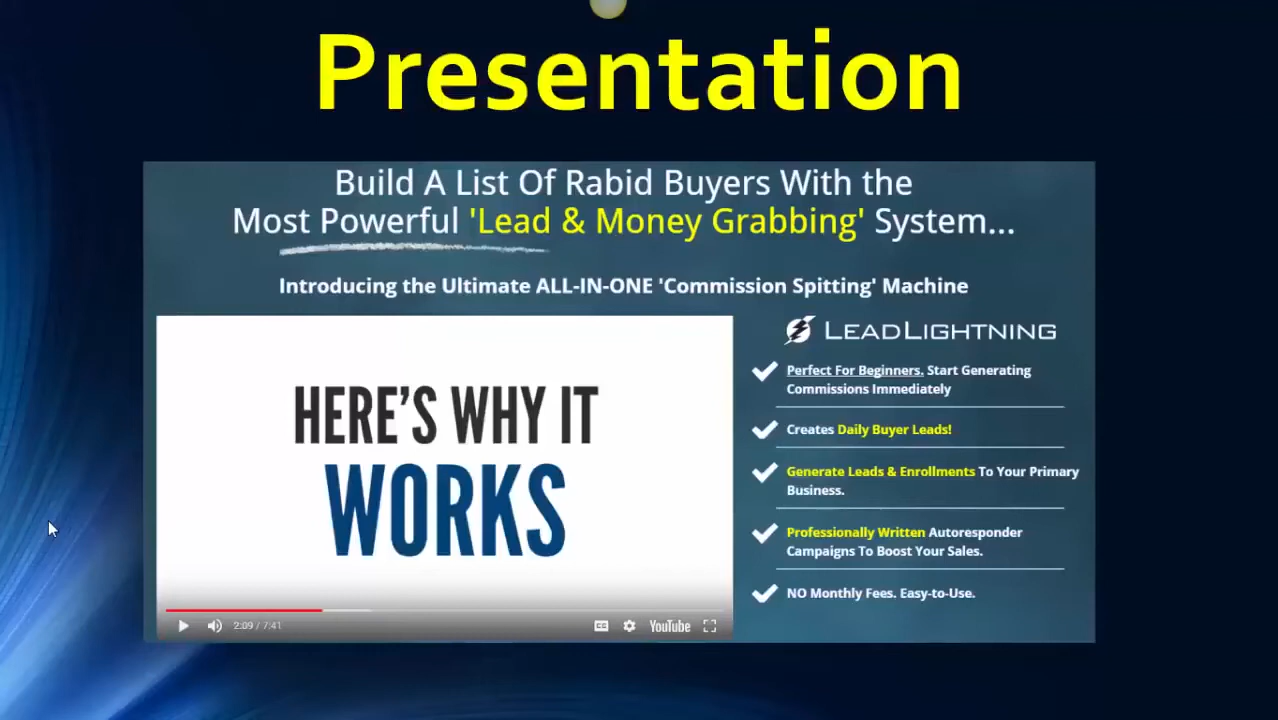 Presentation
Build A List Of Rabid Buyers With the
Most Powerful 'Lead & Money Grabbing' System...
Introducing the Ultimate ALL-IN-ONE 'Commission Spitting' Machine
HERE'S WHY IT
WORKS
2:09 / 7:41
CC
YouTube
LEADLIGHTNING
Perfect For Beginners. Start Generating
Commissions Immediately
Creates Daily Buyer Leads!
Generate Leads & Enrollments To Your Primary
Business.
Professionally Written Autoresponder
Campaigns To Boost Your Sales.
NO Monthly Fees. Easy-to-Use.